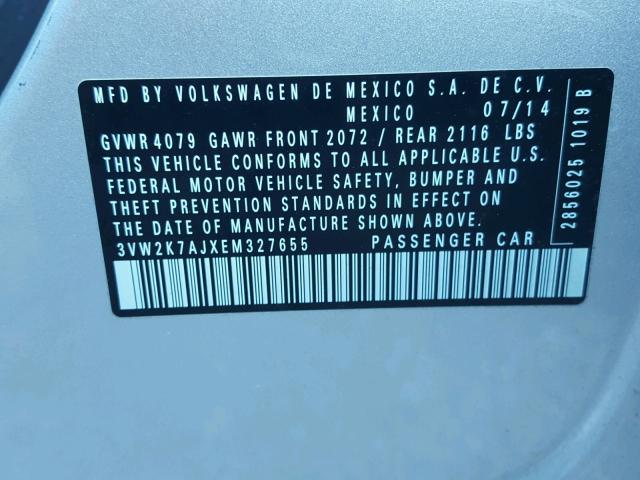 MFD BY VOLKSWAGEN DE MEXICO S.A. DE C.V.
MEXICO 07/14
GVWR 4079 GAWR FRONT 2072 / REAR 2116 LBS
THIS VEHICLE CONFORMS TO ALL APPLICABLE U.S.
FEDERAL MOTOR VEHICLE SAFETY, BUMPER AND
THEFT PREVENTION STANDARDS IN EFFECT ON
THE DATE OF MANUFACTURE SHOWN ABOVE.
3VW2K7AJXEM327655 PASSENGER CAR
2856025 1019 B